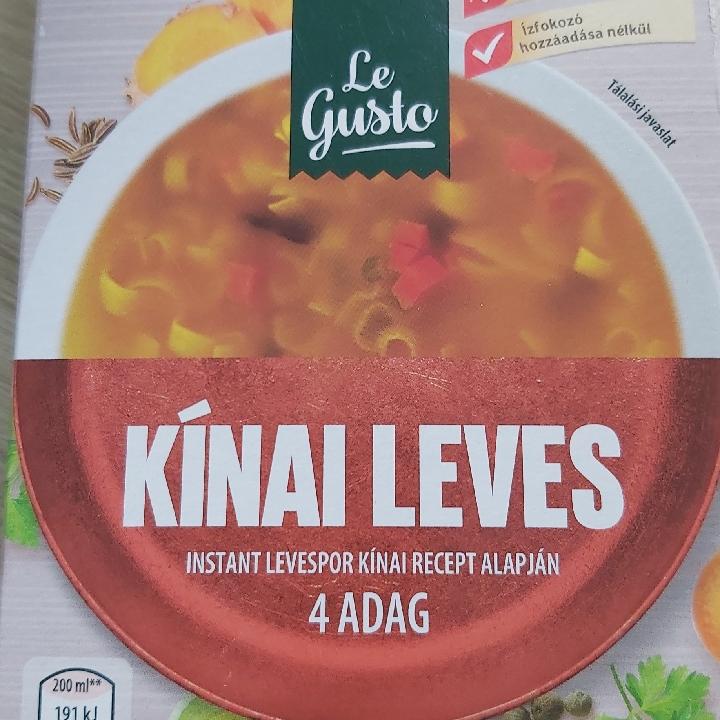 Ízfokozó
hozzáadása nélkül
Le
Gusto
Tálalási javaslat
KÍNAI LEVES
INSTANT LEVESPOR KÍNAI RECEPT ALAPJÁN
4 ADAG
200 ml**
191 kJ